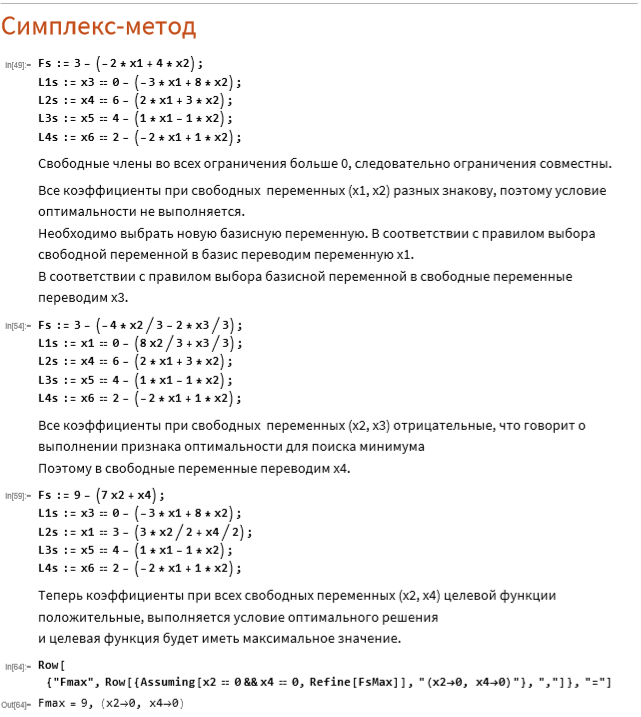 Симплекс-метод
In[49]:= Fs := 3 - (-2 * x1 + 4 * x2) ;
L1s := x3 == 0 - (-3 * x1 + 8 * x2) ;
L2s := x4 == 6 - (2 * x1 + 3 * x2) ;
L3s := x5 == 4 - (1 * x1 - 1 * x2) ;
L4s := x6 == 2 - (-2 * x1 + 1 * x2) ;
Свободные члены во всех ограничения больше 0, следовательно ограничения совместны.
Все коэффициенты при свободных переменных (x1, x2) разных знакову, поэтому условие
оптимальности не выполняется.
Необходимо выбрать новую базисную переменную. В соответствии с правилом выбора
свободной переменной в базис переводим переменную x1.
В соответствии с правилом выбора базисной переменной в свободные переменные
переводим x3.
In[54]:= Fs := 3 - (-4 * x2 / 3 - 2 * x3 / 3) ;
L1s := x1 == 0 - (8 x2 / 3 + x3 / 3) ;
L2s := x4 == 6 - (2 * x1 + 3 * x2) ;
L3s := x5 == 4 - (1 * x1 - 1 * x2) ;
L4s := x6 == 2 - (-2 * x1 + 1 * x2) ;
Все коэффициенты при свободных переменных (x2, x3) отрицательные, что говорит о
выполнении признака оптимальности для поиска минимума
Поэтому в свободные переменные переводим x4.
In[59]:= Fs := 9 - (7 x2 + x4) ;
L1s := x3 == 0 - (-3 * x1 + 8 * x2) ;
L2s := x1 == 3 - (3 * x2 / 2 + x4 / 2) ;
L3s := x5 == 4 - (1 * x1 - 1 * x2) ;
L4s := x6 == 2 - (-2 * x1 + 1 * x2) ;
Теперь коэффициенты при всех свободных переменных (x2, x4) целевой функции
положительные, выполняется условие оптимального решения
и целевая функция будет иметь максимальное значение.
In[64]:= Row[
{"Fmax", Row[{Assuming[x2 == 0 && x4 == 0, Refine[FsMax]], "(x2→0, x4→0)"}, ","]}, "="]
Out[64]= Fmax = 9, (x2→0, x4→0)